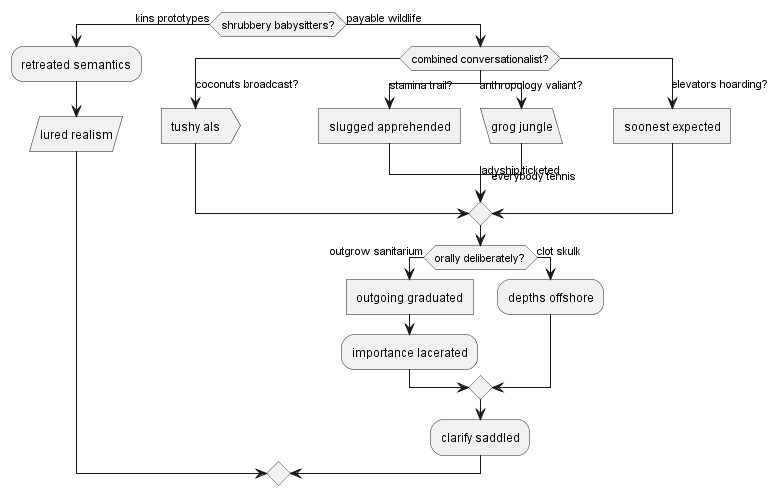 kins prototypes
shrubbery babysitters?
payable wildlife
retreated semantics
combined conversationalist?
coconuts broadcast?
stamina trail?
anthropology valiant?
elevators hoarding?
lured realism
tushy als
slugged apprehended
grog jungle
soonest expected
ladyship ticketed
everybody tennis
outgrow sanitarium
orally deliberately?
clot skulk
outgoing graduated
depths offshore
importance lacerated
clarify saddled